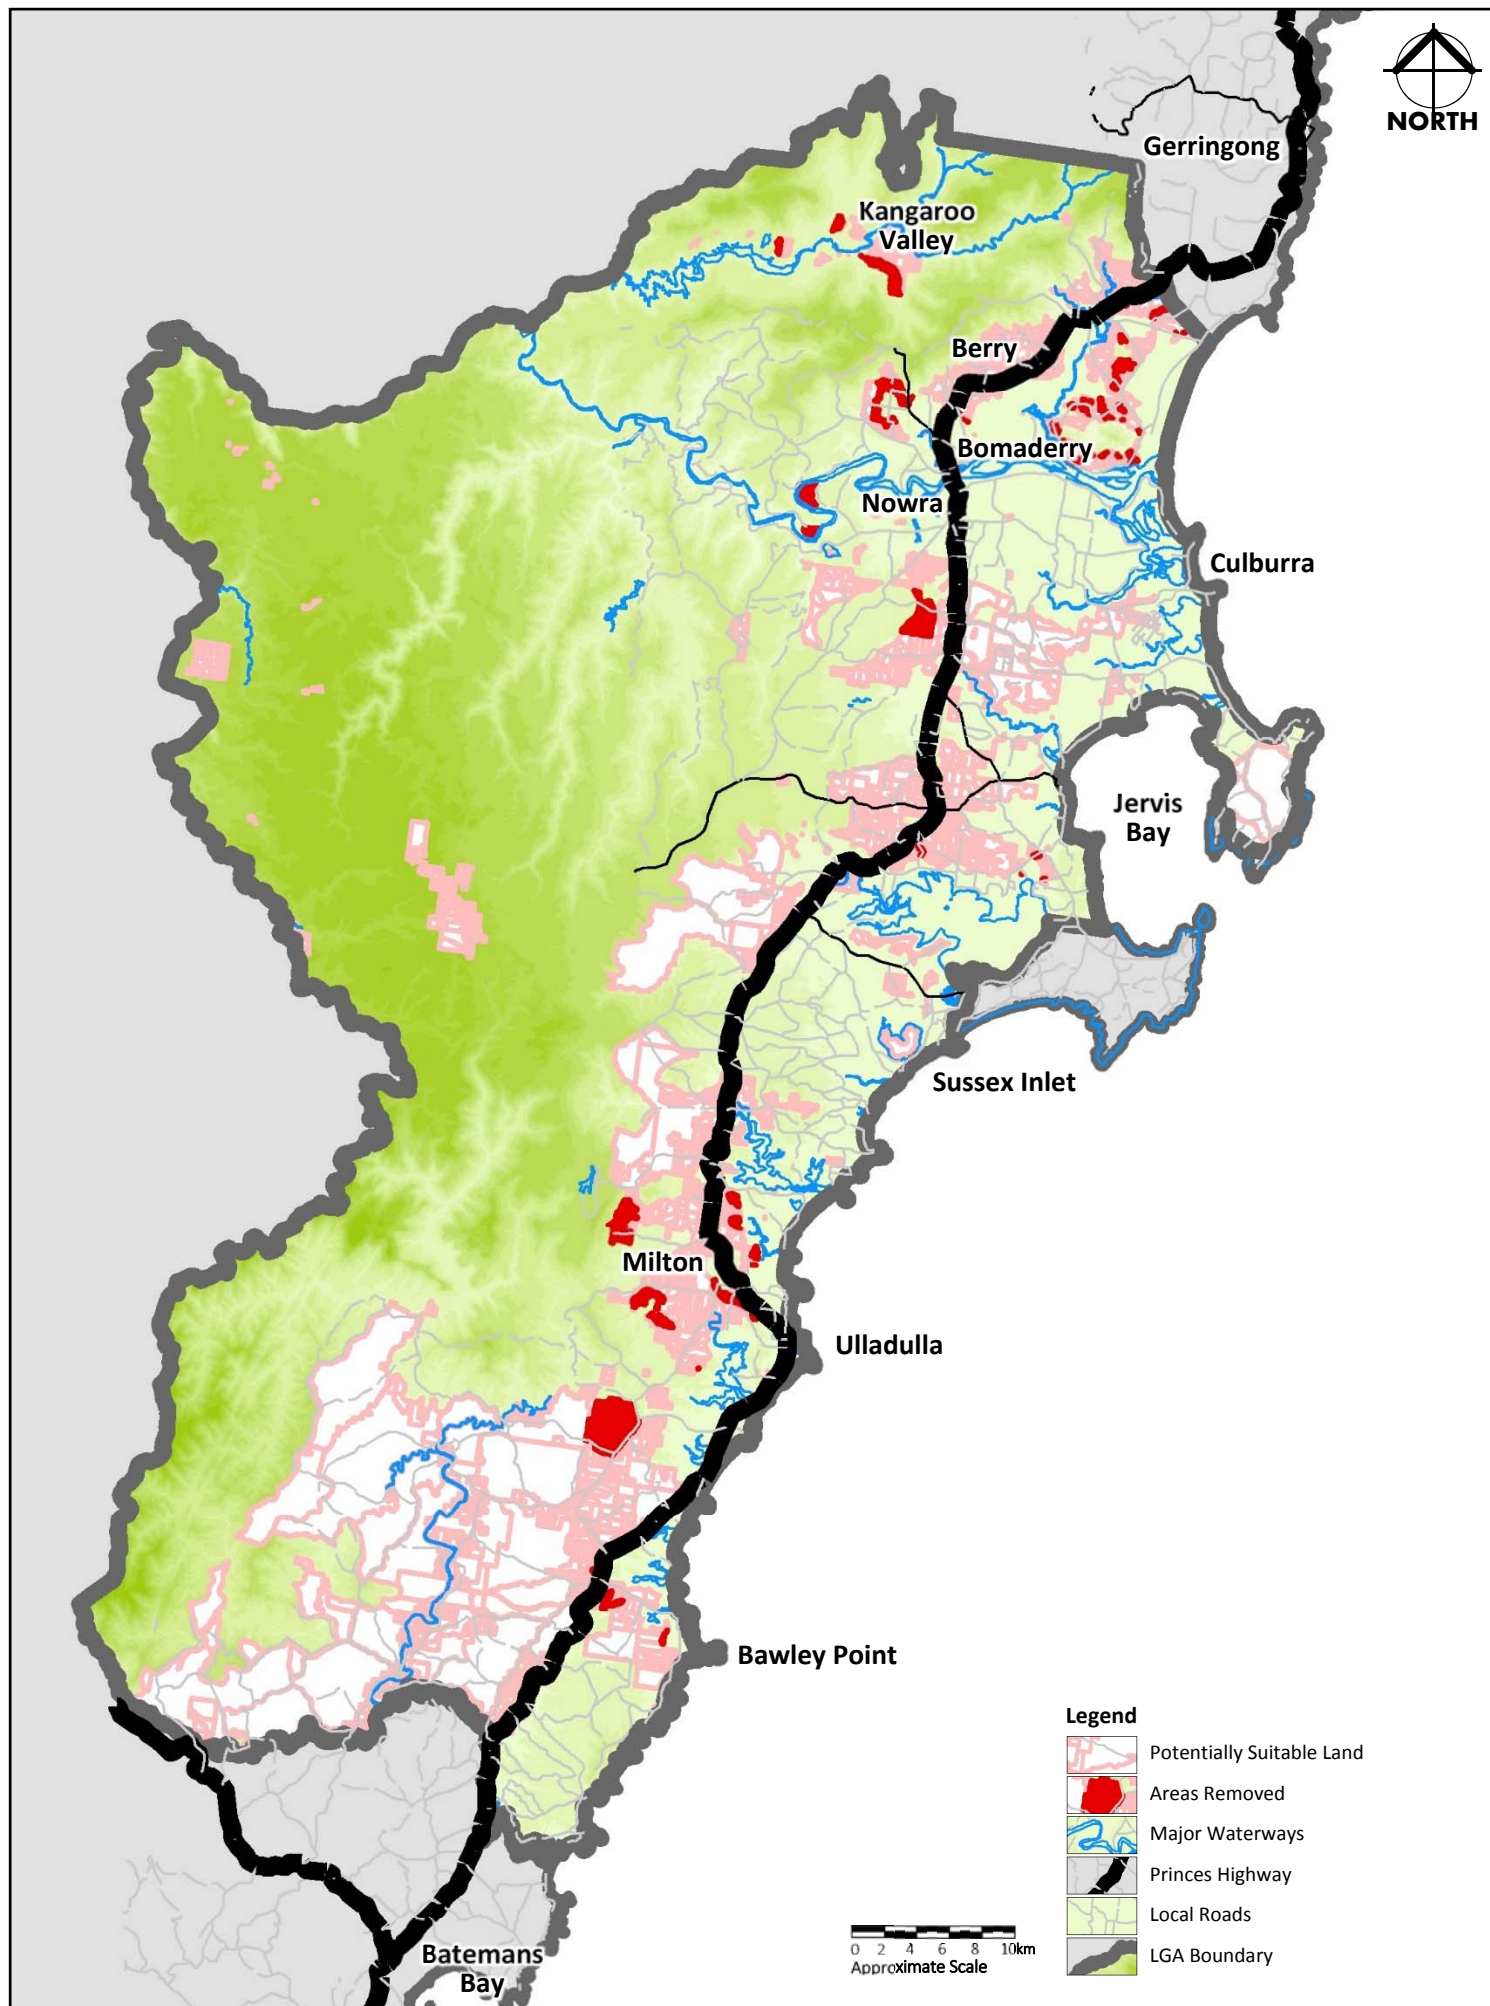 NORTH
Gerringong
Kangaroo
Valley
Berry
Bomaderry
Nowra
Culburra
Jervis
Bay
Sussex Inlet
Milton
Ulladulla
Bawley Point
Legend
Potentially Suitable Land
Areas Removed
Major Waterways
Princes Highway
Local Roads
LGA Boundary
0 2 4 6 8 10km
Approximate Scale
Batemans
Bay